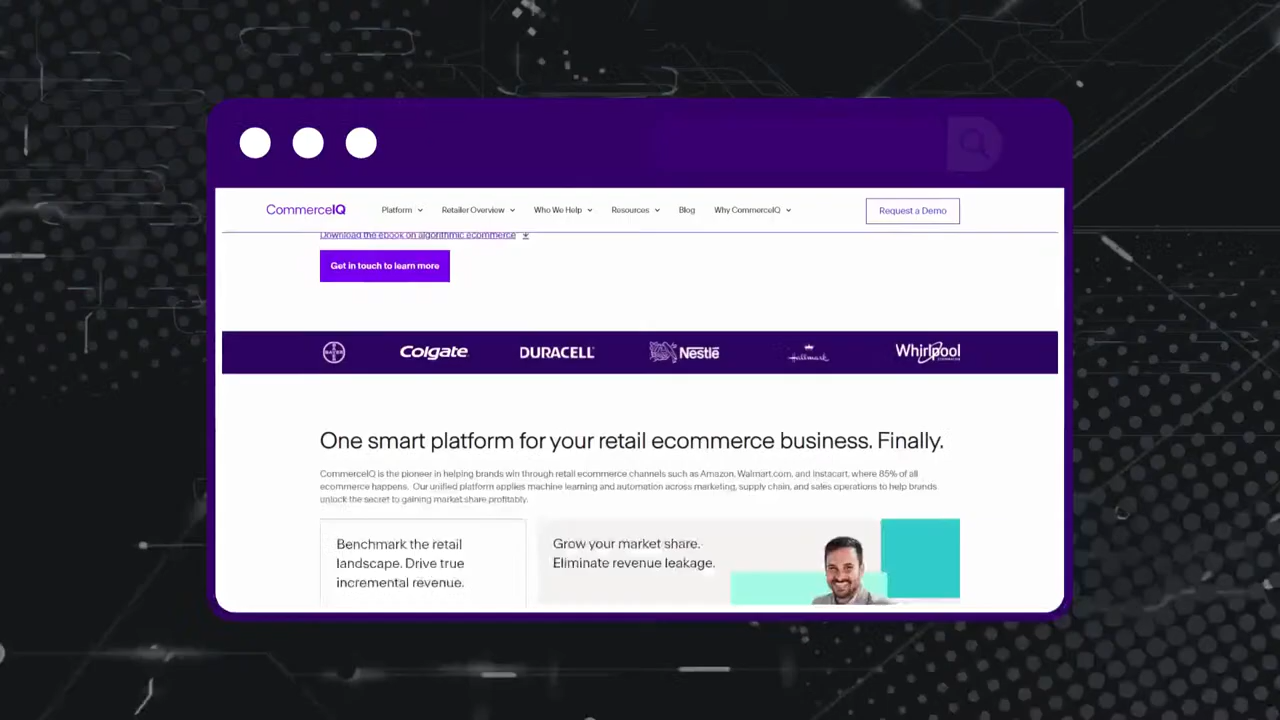 CommerceIQ Platform Retailer Overview Who We Help Resources Blog Why CommerceIQ Request a Demo
Download the ebook on algorithmic ecommerce
Get in touch to learn more
BAYER Colgate DURACELL Nestlé Hallmark Whirlpool CORPORATION
One smart platform for your retail ecommerce business. Finally.
CommerceIQ is the pioneer in helping brands win through retail ecommerce channels such as Amazon, Walmart.com, and Instacart, where 85% of all
ecommerce happens. Our unified platform applies machine learning and automation across marketing, supply chain, and sales operations to help brands
unlock the secret to gaining market share profitably.
Benchmark the retail
landscape. Drive true
incremental revenue.
Grow your market share.
Eliminate revenue leakage.